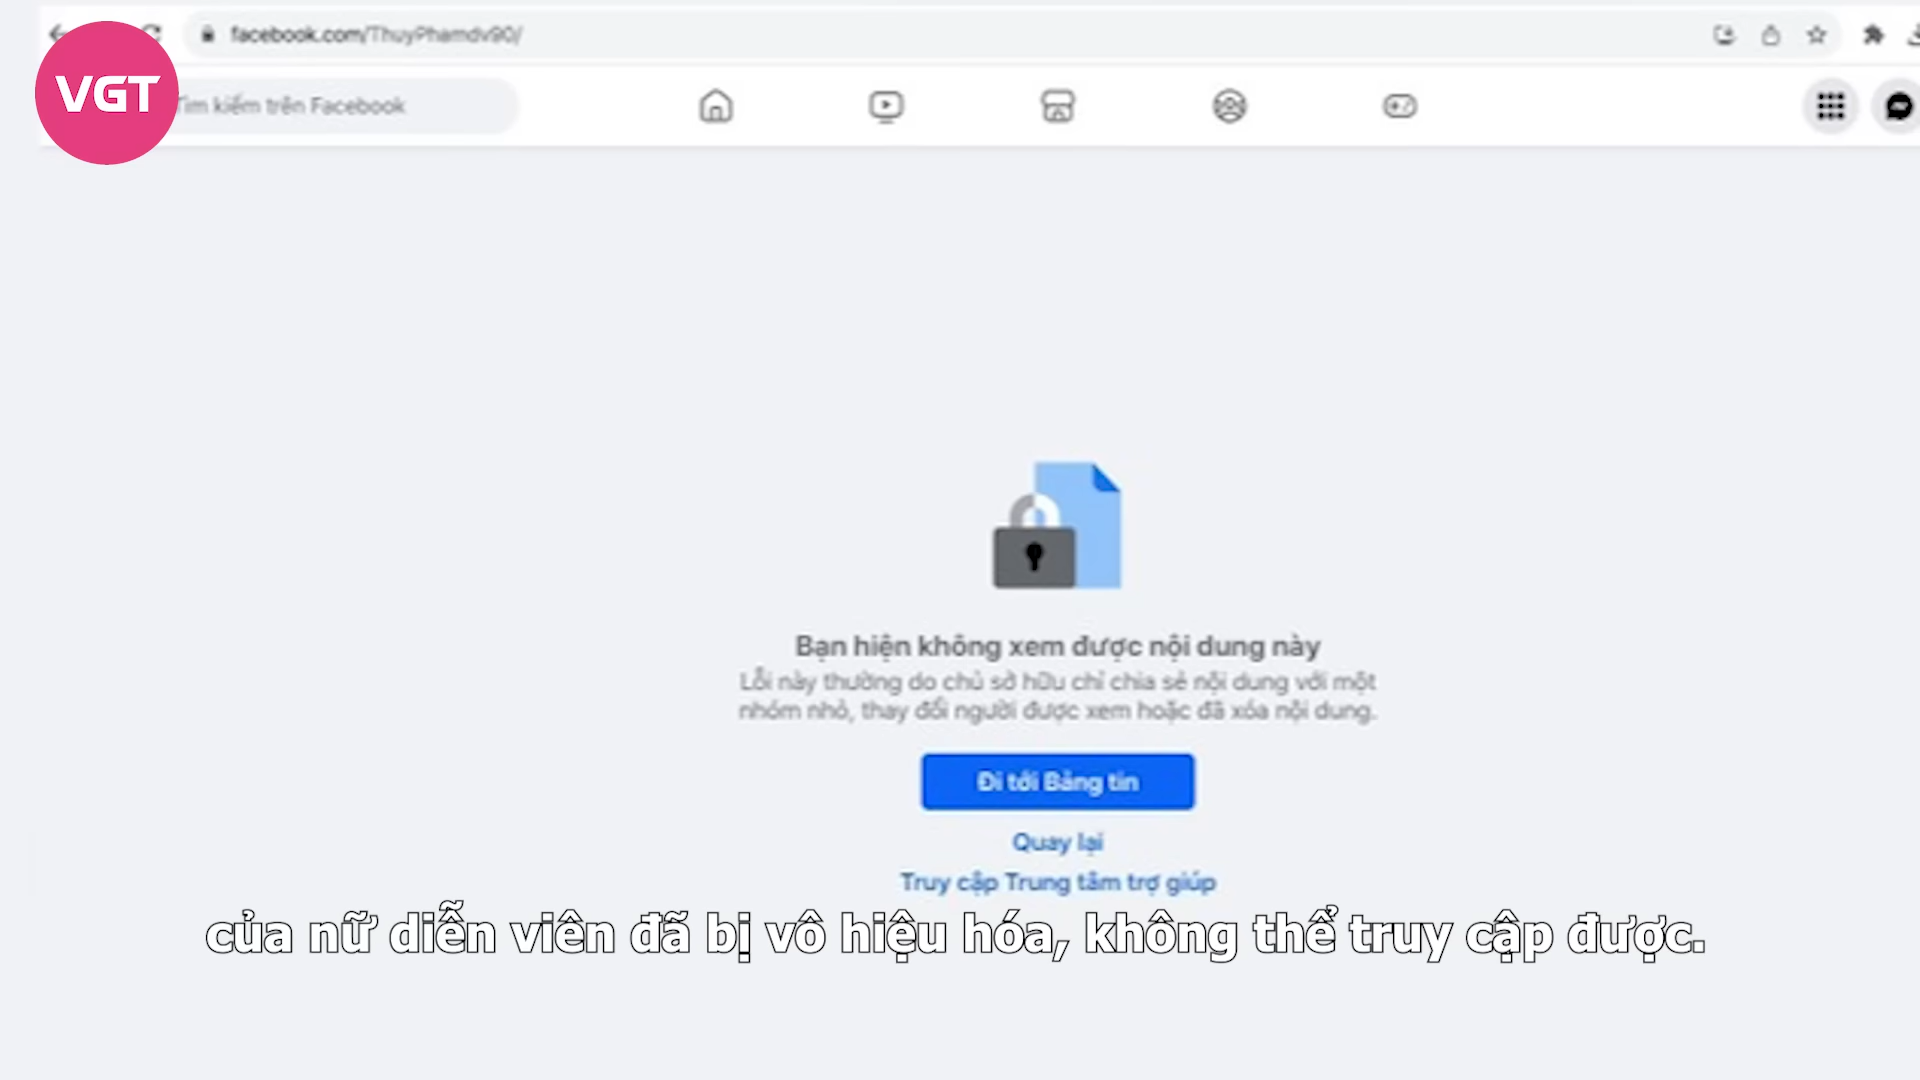 facebook.com/ThuyPhamdv90/
VGT
Tìm kiếm trên Facebook
Bạn hiện không xem được nội dung này
Lỗi này thường do chủ sở hữu chỉ chia sẻ nội dung với một
nhóm nhỏ, thay đổi người được xem hoặc đã xóa nội dung.
Đi tới Bảng tin
Quay lại
Truy cập Trung tâm trợ giúp
của nữ diễn viên đã bị vô hiệu hóa, không thể truy cập được.